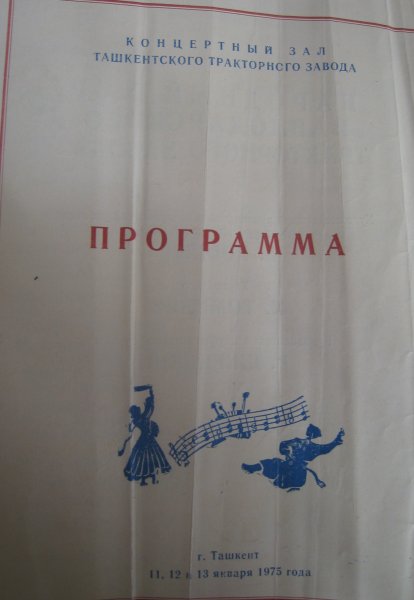 КОНЦЕРТНЫЙ ЗАЛ
ТАШКЕНТСКОГО ТРАКТОРНОГО ЗАВОДА
ПРОГРАММА
г. Ташкент
11, 12 и 13 января 1975 года